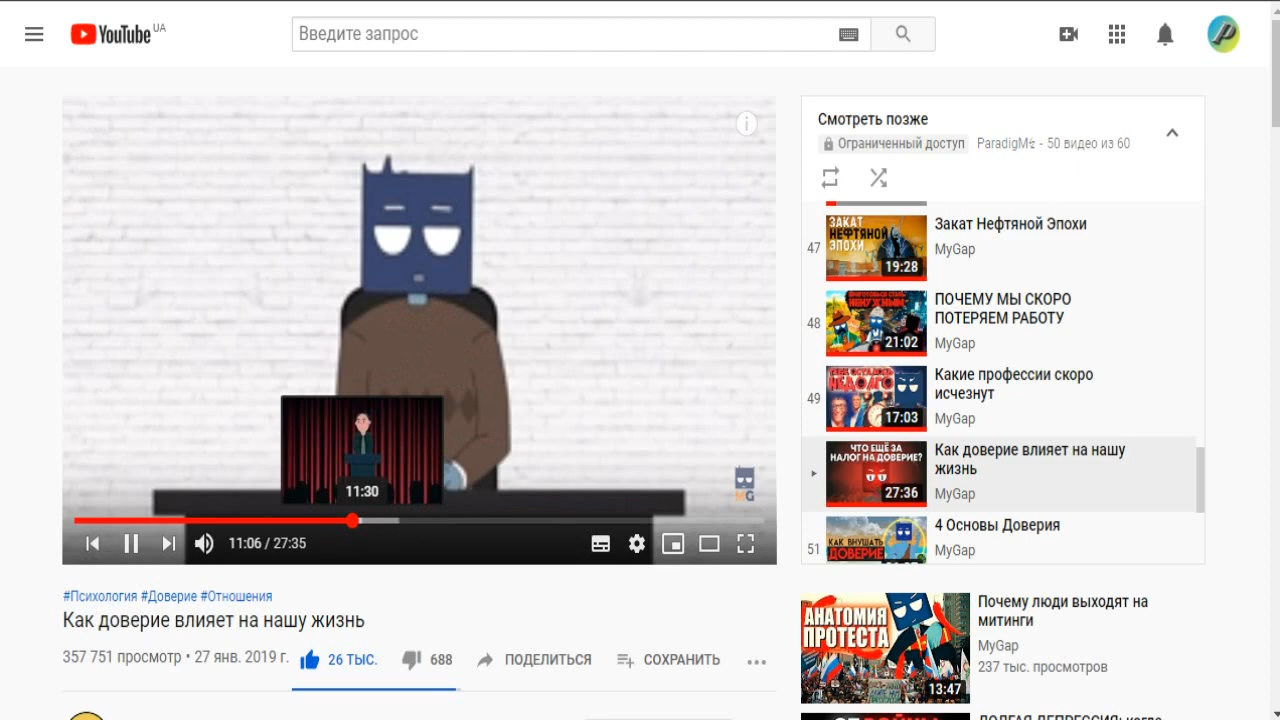 YouTube UA
Введите запрос
11:30
MG
11:06 / 27:35
#Психология #Доверие #Отношения
Как доверие влияет на нашу жизнь
357 751 просмотр • 27 янв. 2019 г.
26 ТЫС.
688
ПОДЕЛИТЬСЯ
СОХРАНИТЬ
Смотреть позже
Ограниченный доступ
ParadigM - 50 видео из 60
47
ЗАКАТ
НЕФТЯНОЙ
ЭПОХИ
19:28
Закат Нефтяной Эпохи
MyGap
48
21:02
ПОЧЕМУ МЫ СКОРО
ПОТЕРЯЕМ РАБОТУ
MyGap
49
НЕДОЛГО
17:03
Какие профессии скоро
исчезнут
MyGap
ЧТО ЕЩЁ ЗА
НАЛОГ НА ДОВЕРИЕ?
27:36
Как доверие влияет на нашу
жизнь
MyGap
51
КАК ВНУШАТЬ
ДОВЕРИЕ
4 Основы Доверия
MyGap
АНАТОМИЯ
ПРОТЕСТА
13:47
Почему люди выходят на
митинги
MyGap
237 тыс. просмотров